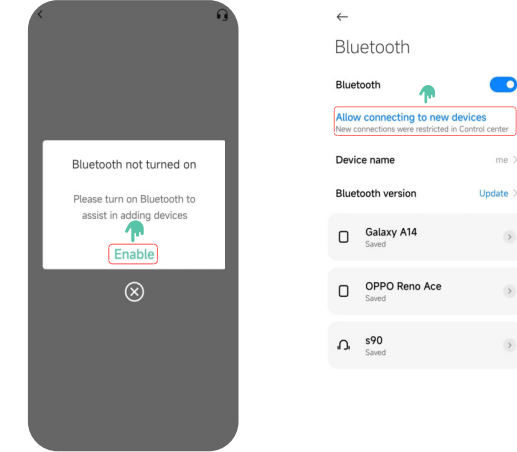 Bluetooth not turned on
Please turn on Bluetooth to
assist in adding devices
Enable
Bluetooth
Bluetooth
Allow connecting to new devices
New connections were restricted in Control center
Device name me
Bluetooth version Update
Galaxy A14
Saved
OPPO Reno Ace
Saved
s90
Saved